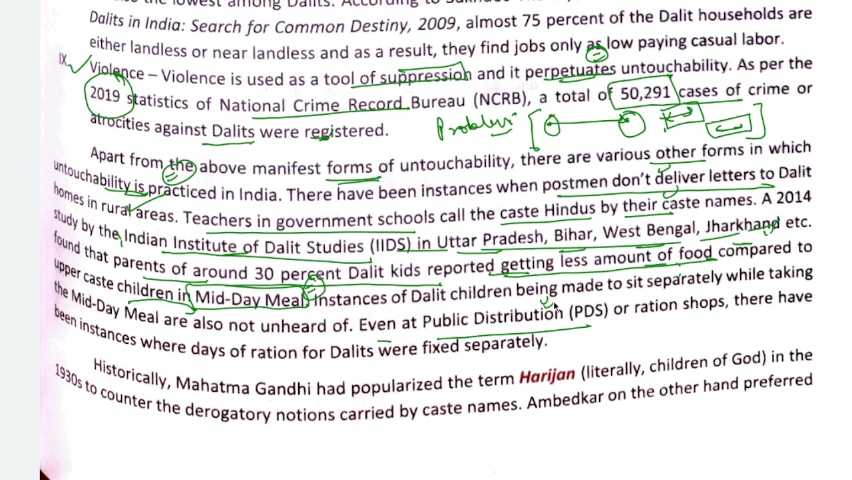 Dalits in India: Search for Common Destiny, 2009, almost 75 percent of the Dalit households are
either landless or near landless and as a result, they find jobs only as low paying casual labor.
IX. Violence – Violence is used as a tool of suppression and it perpetuates untouchability. As per the
2019 statistics of National Crime Record Bureau (NCRB), a total of 50,291 cases of crime or
atrocities against Dalits were registered.
Apart from the above manifest forms of untouchability, there are various other forms in which
untouchability is practiced in India. There have been instances when postmen don't deliver letters to Dalit
homes in rural areas. Teachers in government schools call the caste Hindus by their caste names. A 2014
study by the Indian Institute of Dalit Studies (IIDS) in Uttar Pradesh, Bihar, West Bengal, Jharkhand etc.
found that parents of around 30 percent Dalit kids reported getting less amount of food compared to
upper caste children in Mid-Day Meal. Instances of Dalit children being made to sit separately while taking
the Mid-Day Meal are also not unheard of. Even at Public Distribution (PDS) or ration shops, there have
been instances where days of ration for Dalits were fixed separately.
Historically, Mahatma Gandhi had popularized the term Harijan (literally, children of God) in the
1930s to counter the derogatory notions carried by caste names. Ambedkar on the other hand preferred